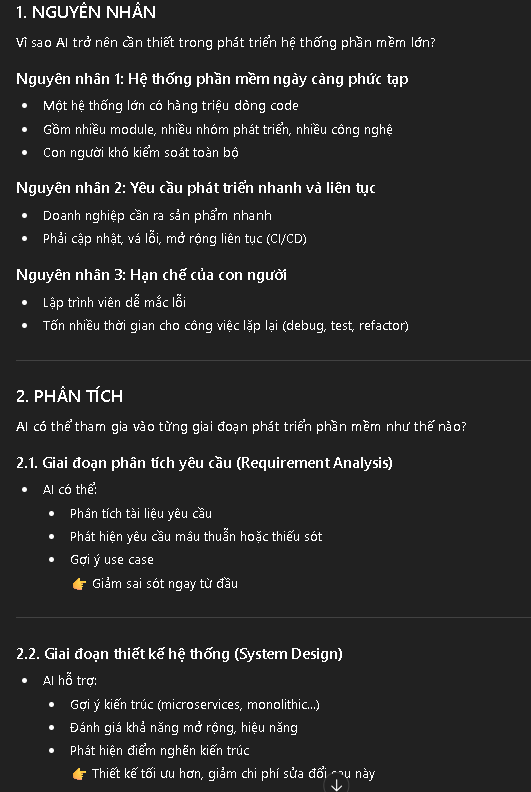 1. NGUYÊN NHÂN
Vì sao AI trở nên cần thiết trong phát triển hệ thống phần mềm lớn?
Nguyên nhân 1: Hệ thống phần mềm ngày càng phức tạp
• Một hệ thống lớn có hàng triệu dòng code
• Gồm nhiều module, nhiều nhóm phát triển, nhiều công nghệ
• Con người khó kiểm soát toàn bộ
Nguyên nhân 2: Yêu cầu phát triển nhanh và liên tục
• Doanh nghiệp cần ra sản phẩm nhanh
• Phải cập nhật, vá lỗi, mở rộng liên tục (CI/CD)
Nguyên nhân 3: Hạn chế của con người
• Lập trình viên dễ mắc lỗi
• Tốn nhiều thời gian cho công việc lặp lại (debug, test, refactor)
2. PHÂN TÍCH
AI có thể tham gia vào từng giai đoạn phát triển phần mềm như thế nào?
2.1. Giai đoạn phân tích yêu cầu (Requirement Analysis)
• AI có thể:
• Phân tích tài liệu yêu cầu
• Phát hiện yêu cầu mâu thuẫn hoặc thiếu sót
• Gợi ý use case
👉 Giảm sai sót ngay từ đầu
2.2. Giai đoạn thiết kế hệ thống (System Design)
• AI hỗ trợ:
• Gợi ý kiến trúc (microservices, monolithic...)
• Đánh giá khả năng mở rộng, hiệu năng
• Phát hiện điểm nghẽn kiến trúc
👉 Thiết kế tối ưu hơn, giảm chi phí sửa đổi sau này